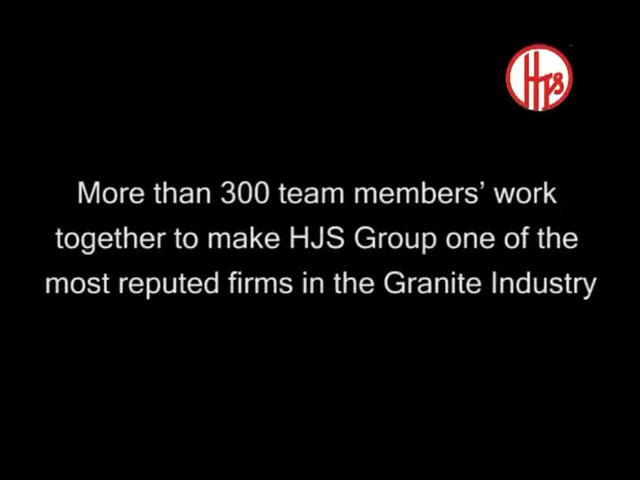 HJS
More than 300 team members’ work
together to make HJS Group one of the
most reputed firms in the Granite Industry